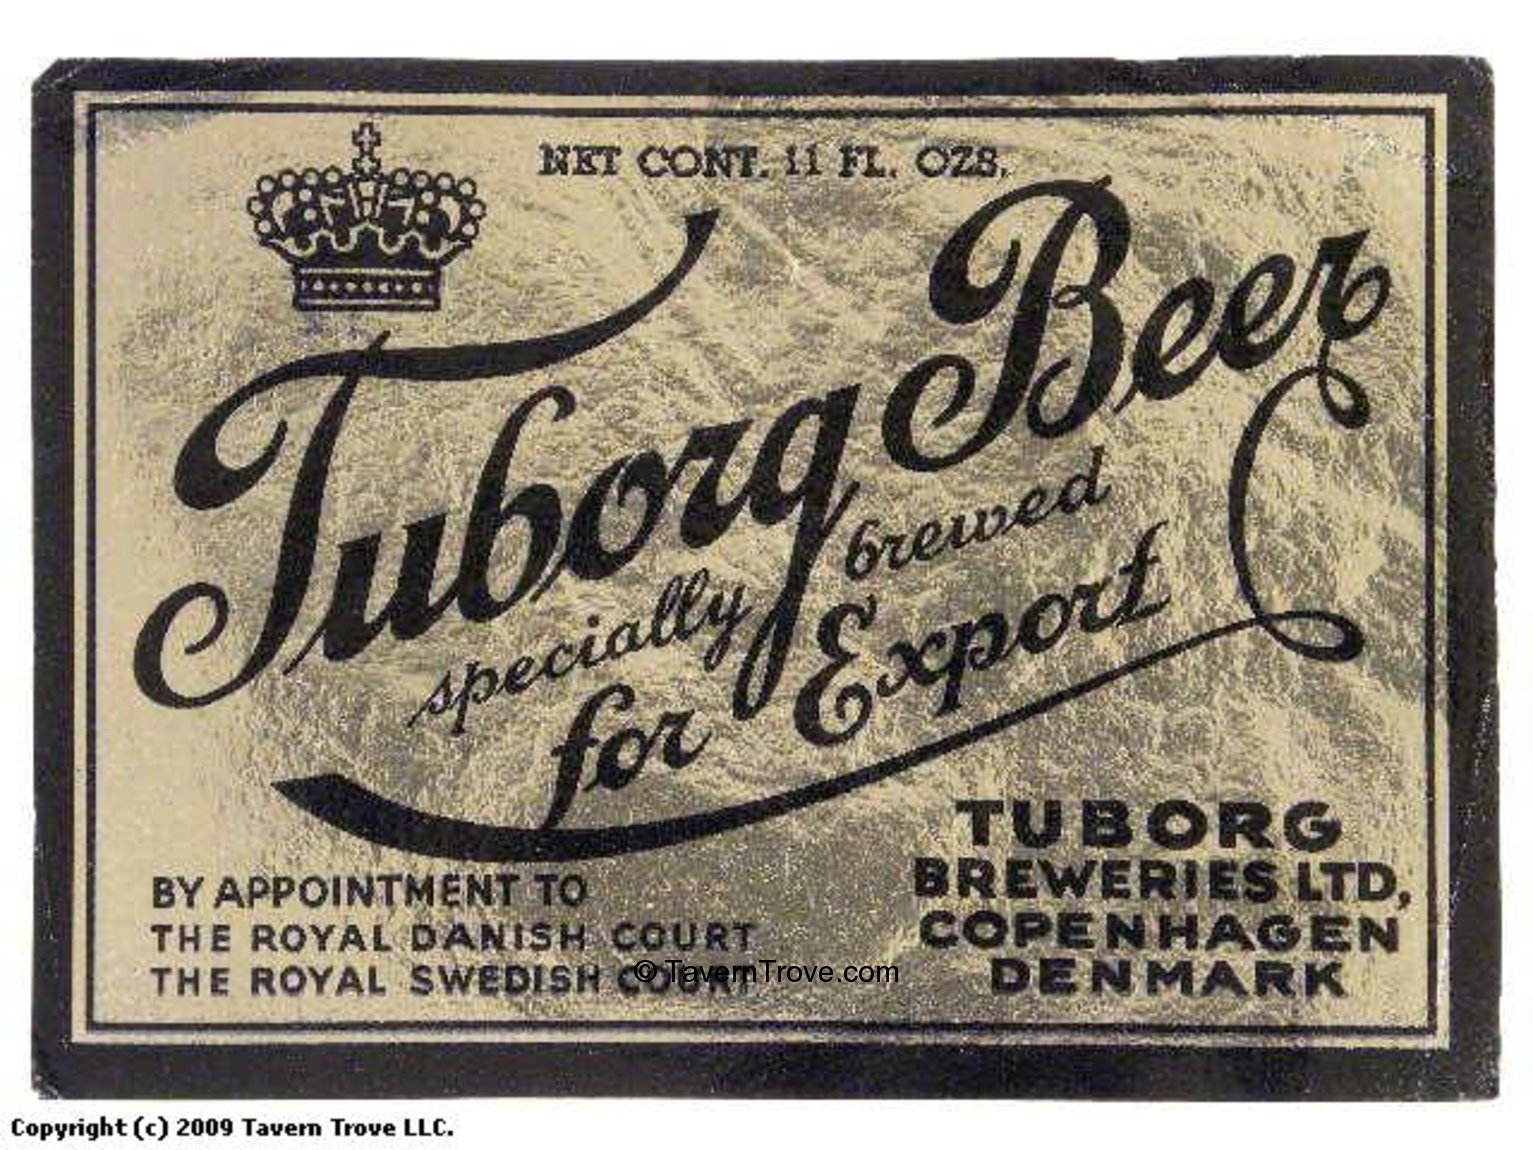 NET CONT. 11 FL. OZS.
Tuborg Beer
specially brewed
for Export
BY APPOINTMENT TO
THE ROYAL DANISH COURT
THE ROYAL SWEDISH COURT
TUBORG
BREWERIES LTD,
COPENHAGEN
DENMARK
© TavernTrove.com
Copyright (c) 2009 Tavern Trove LLC.